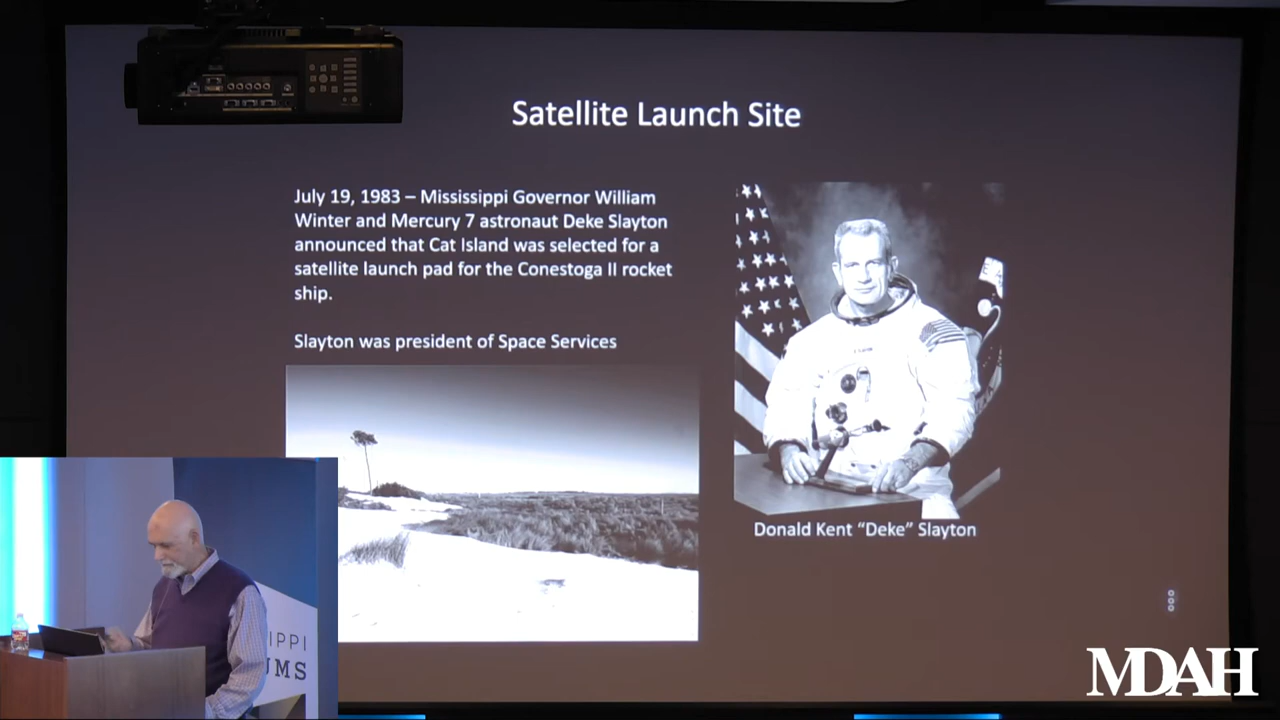 Satellite Launch Site
July 19, 1983 – Mississippi Governor William
Winter and Mercury 7 astronaut Deke Slayton
announced that Cat Island was selected for a
satellite launch pad for the Conestoga II rocket
ship.
Slayton was president of Space Services
Donald Kent “Deke” Slayton
IPPI
UMS
MDAH